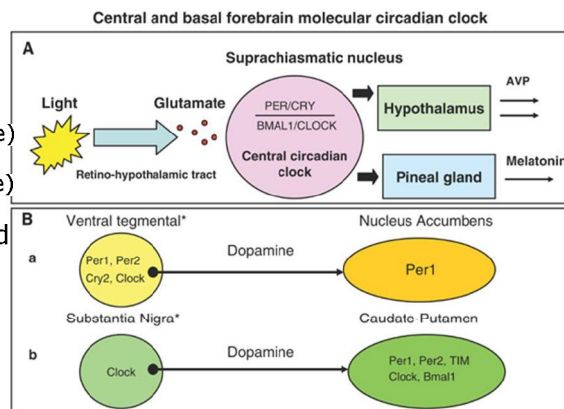 Central and basal forebrain molecular circadian clock
A
Suprachiasmatic nucleus
Light
Glutamate
PER/CRY
BMAL1/CLOCK
Central circadian
clock
Retino-hypothalamic tract
Hypothalamus
AVP
Pineal gland
Melatonin
e)
e)
d
B
Ventral tegmental*
Nucleus Accumbens
a
Per1, Per2
Cry2, Clock
Dopamine
Per1
Substantia Nigra*
Caudate-Putamen
b
Clock
Dopamine
Per1, Per2, TIM
Clock, Bmal1